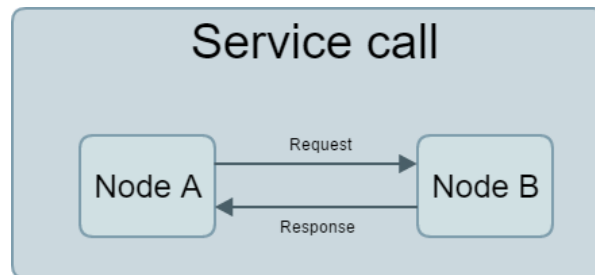 Service call
Request
Node A
Node B
Response